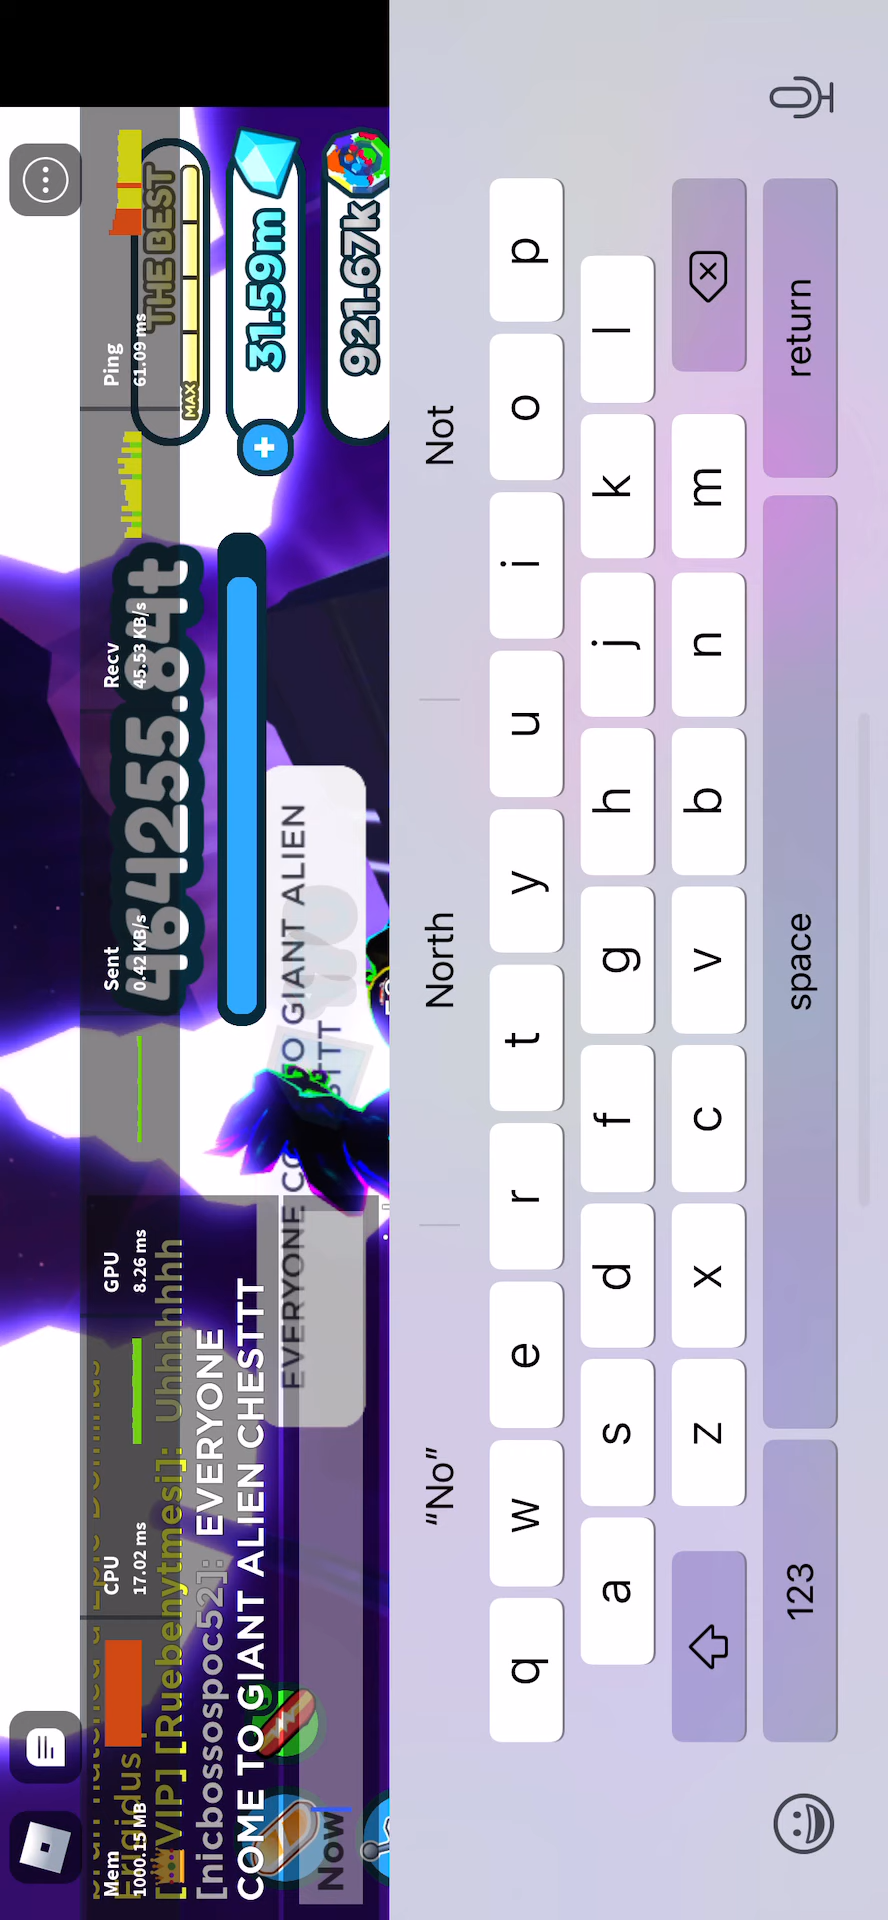 Mem
1000.15 MB
CPU
17.02 ms
GPU
8.26 ms
Sent
0.42 KB/s
Recv
45.53 KB/s
Ping
61.09 ms
THE BEST
MAX
464255.84t
31.59m
+
921.67k
[VIP] [Ruebenytmesi]: Uhhhhhhh
[nicbossospoc52]: EVERYONE
COME TO GIANT ALIEN CHESTTT
EVERYONE GIANT ALIEN
Now
“No” North Not
q w e r t y u i o p
a s d f g h j k l
z x c v b n m
123 space return